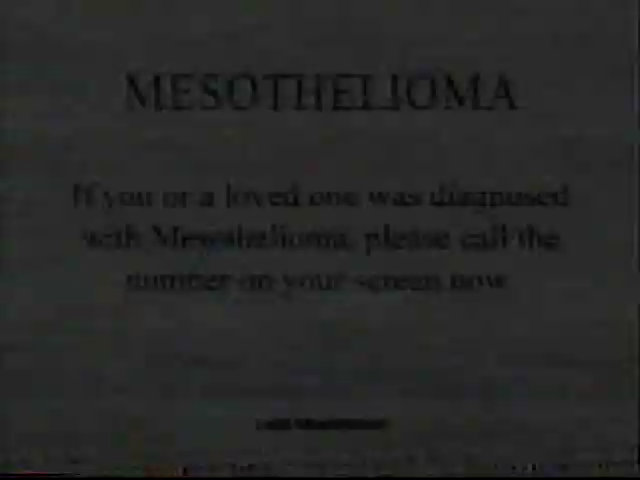 MESOTHELIOMA
If you or a loved one was diagnosed
with Mesothelioma, please call the
number on your screen now